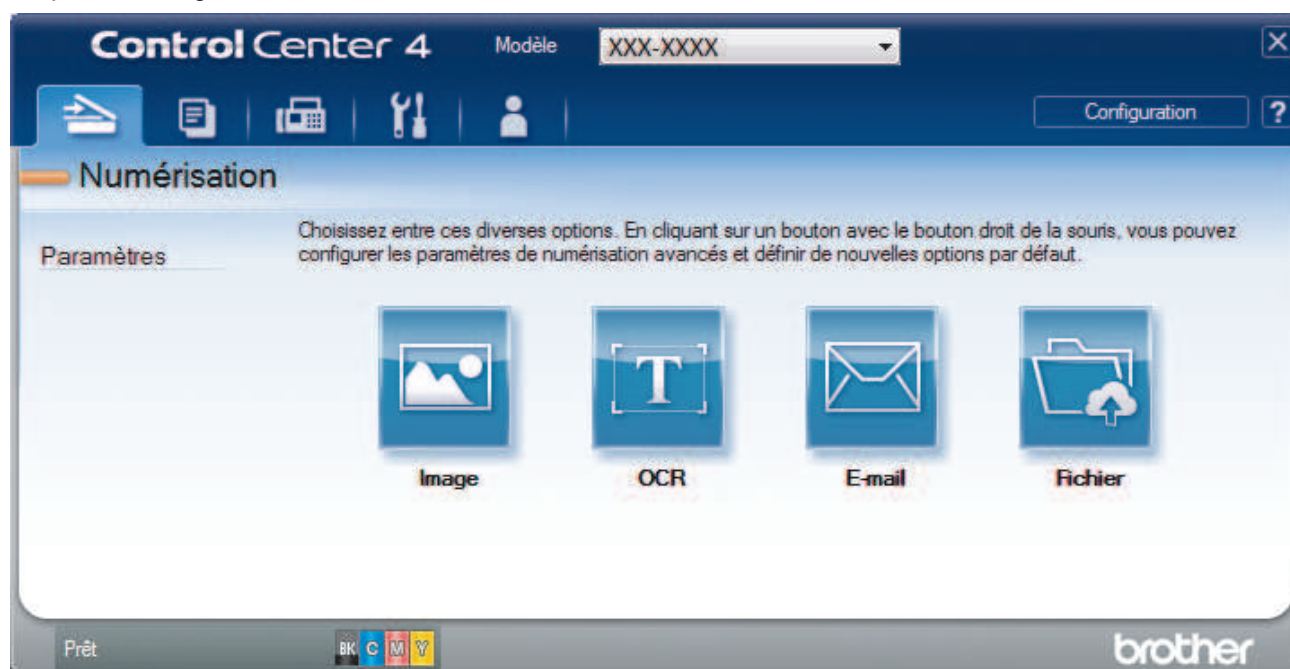 Control Center 4 Modèle XXX-XXXX
Configuration ?
Numérisation
Paramètres
Choisissez entre ces diverses options. En cliquant sur un bouton avec le bouton droit de la souris, vous pouvez
configurer les paramètres de numérisation avancés et définir de nouvelles options par défaut.
T
Image OCR E-mail Fichier
Prêt BK C M Y brother